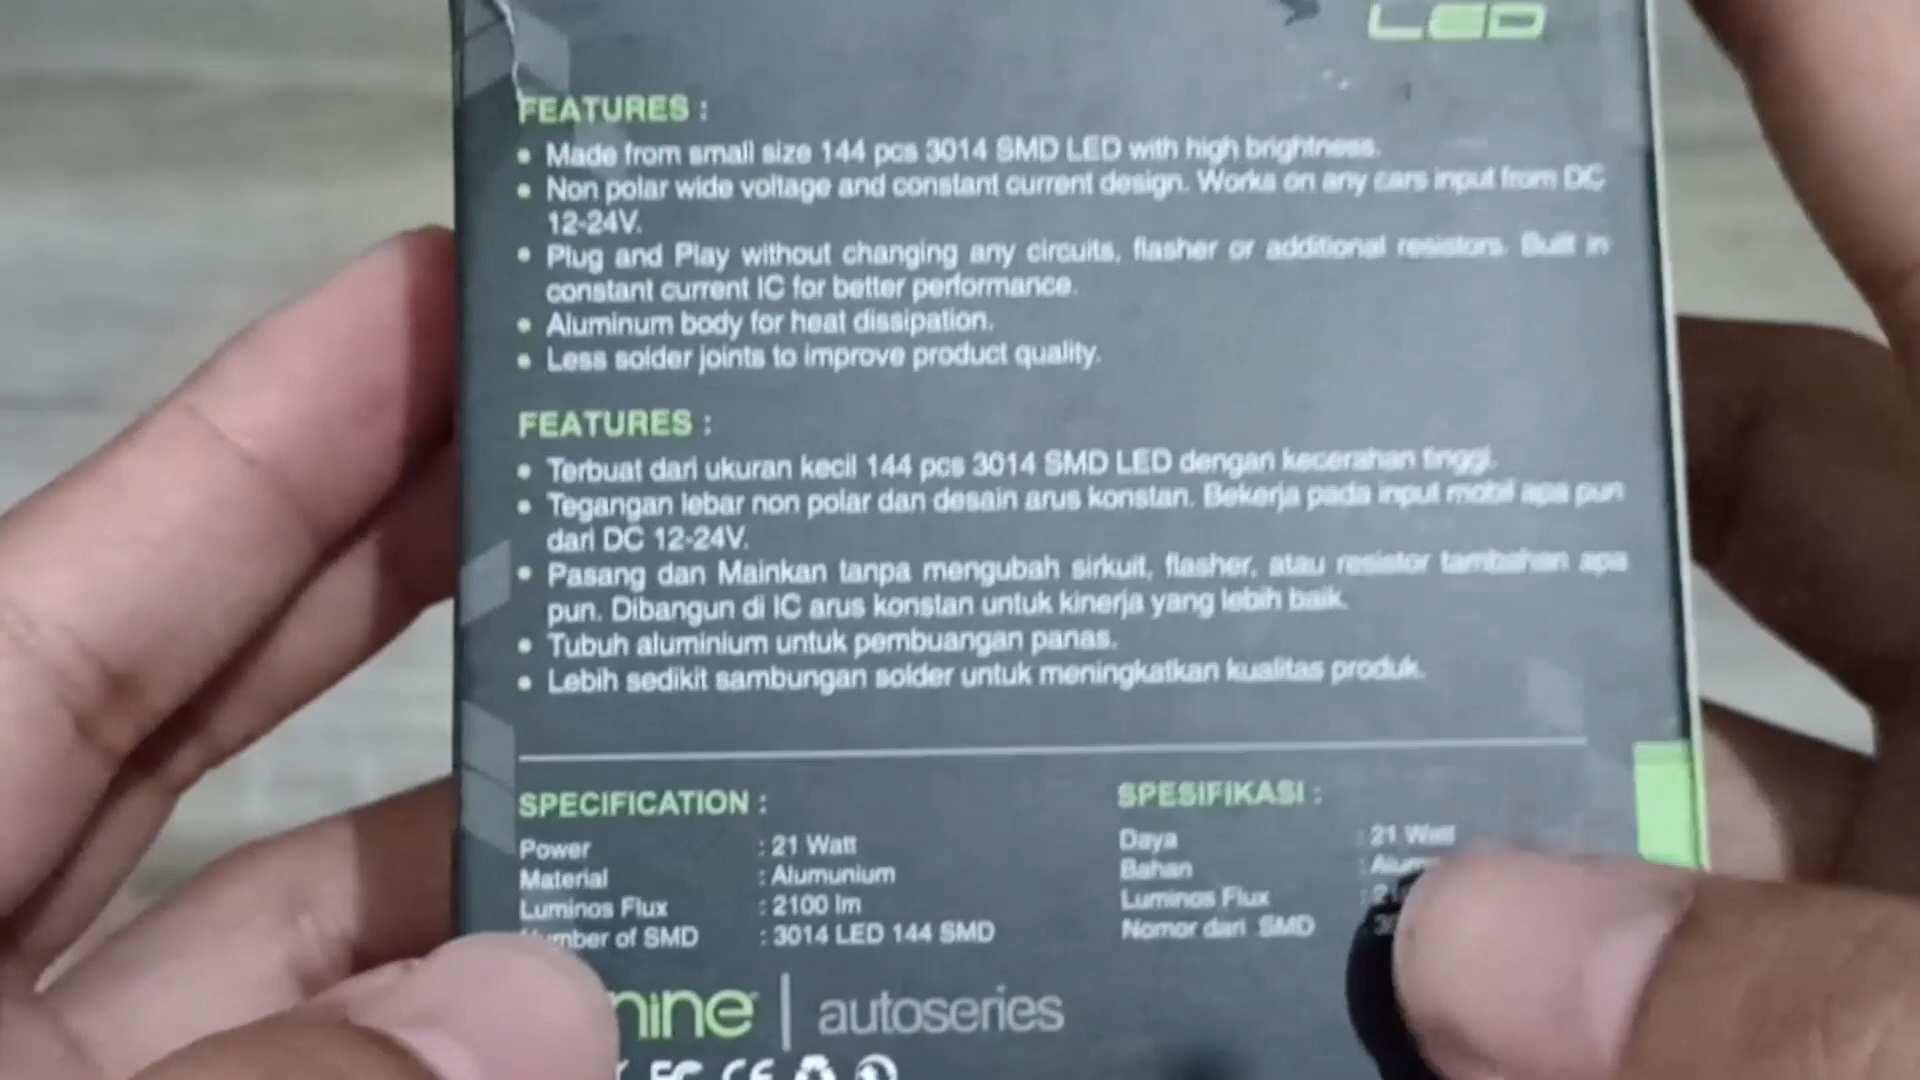 LED
FEATURES :
• Made from small size 144 pcs 3014 SMD LED with high brightness.
• Non polar wide voltage and constant current design. Works on any cars input from DC
12-24V.
• Plug and Play without changing any circuits, flasher or additional resistors. Built in
constant current IC for better performance.
• Aluminum body for heat dissipation.
• Less solder joints to improve product quality.
FEATURES :
• Terbuat dari ukuran kecil 144 pcs 3014 SMD LED dengan kecerahan tinggi.
• Tegangan lebar non polar dan desain arus konstan. Bekerja pada input mobil apa pun
dari DC 12-24V.
• Pasang dan Mainkan tanpa mengubah sirkuit, flasher, atau resistor tambahan apa
pun. Dibangun di IC arus konstan untuk kinerja yang lebih baik.
• Tubuh aluminium untuk pembuangan panas.
• Lebih sedikit sambungan solder untuk meningkatkan kualitas produk.
SPECIFICATION :
Power : 21 Watt
Material : Alumunium
Luminos Flux : 2100 lm
Number of SMD : 3014 LED 144 SMD
SPESIFIKASI :
Daya : 21 Watt
Bahan :
Luminos Flux :
Nomor dari SMD :
nine | autoseries
FC CE